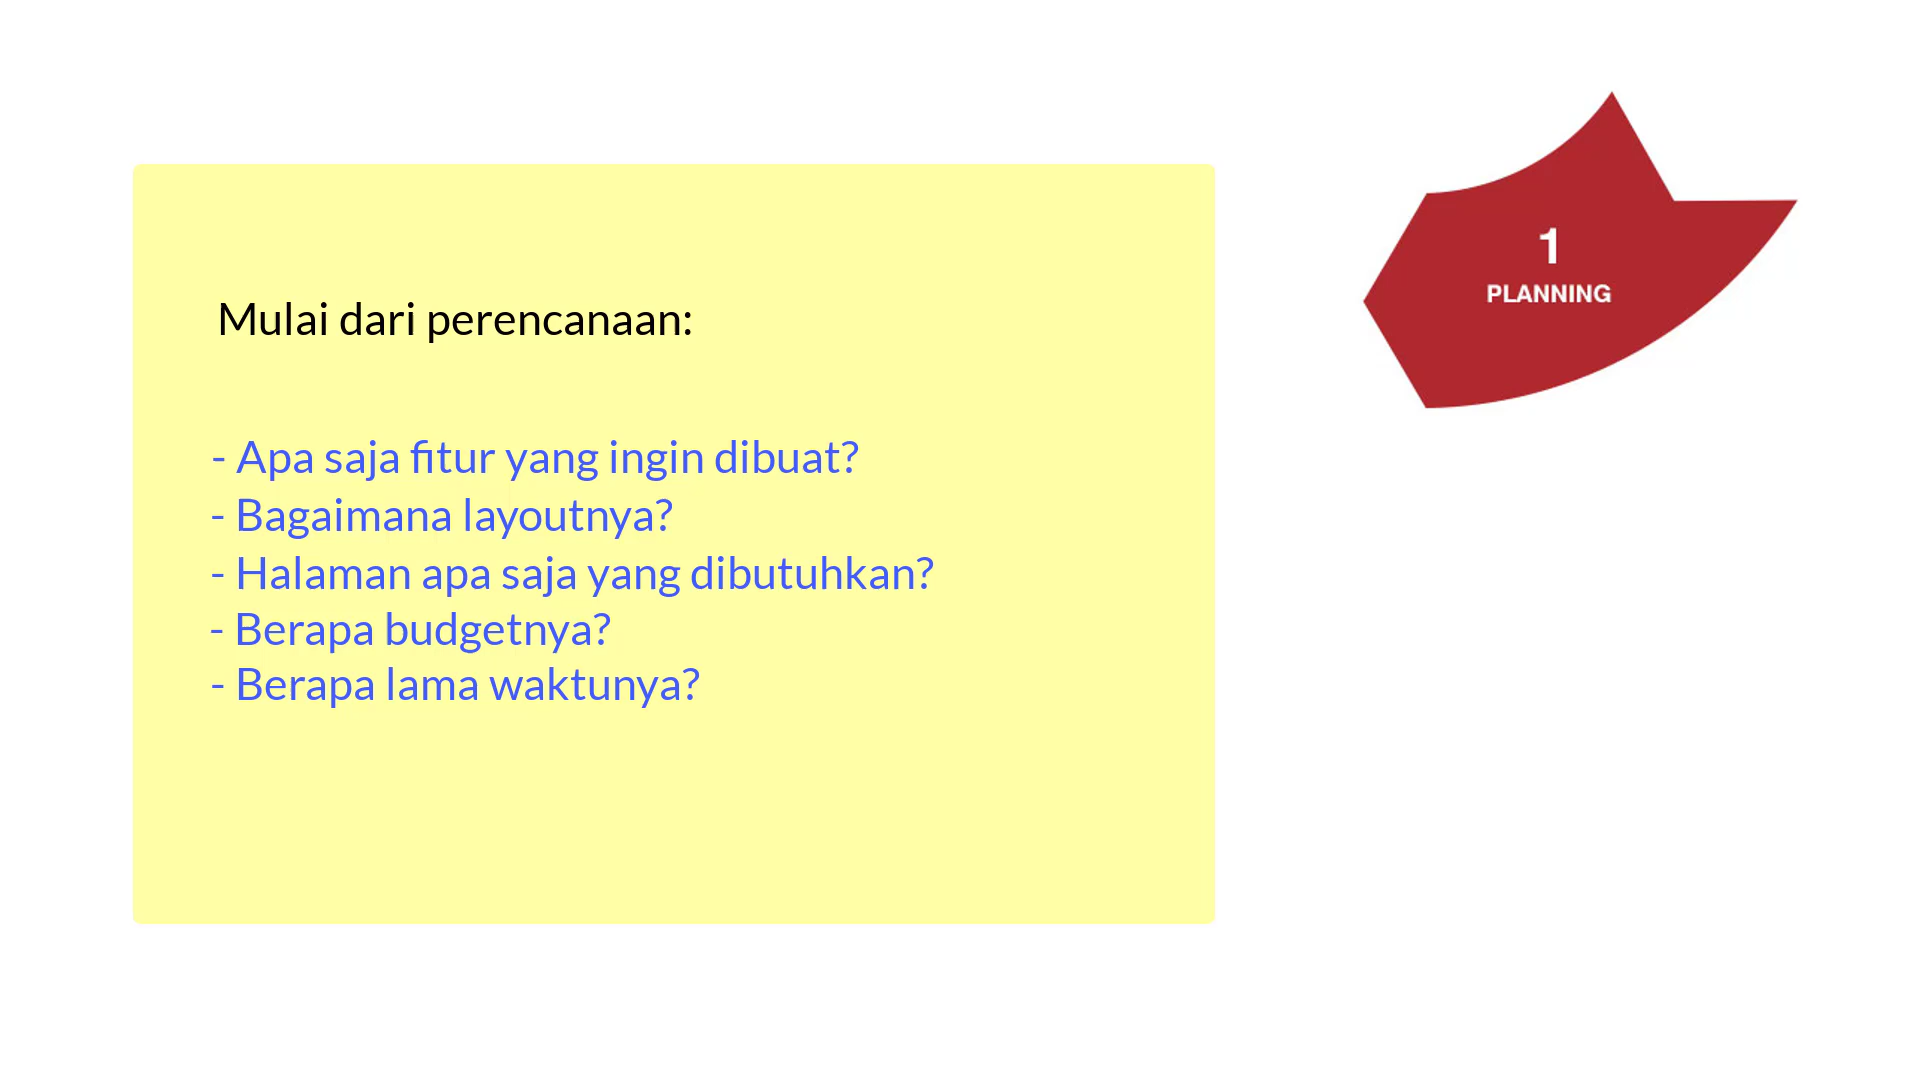 Mulai dari perencanaan:
- Apa saja fitur yang ingin dibuat?
- Bagaimana layoutnya?
- Halaman apa saja yang dibutuhkan?
- Berapa budgetnya?
- Berapa lama waktunya?
1
PLANNING